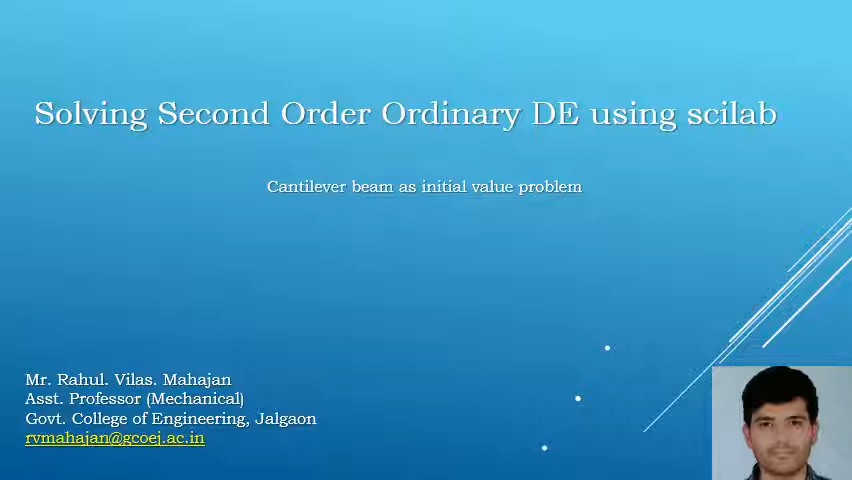 Solving Second Order Ordinary DE using scilab
Cantilever beam as initial value problem
Mr. Rahul. Vilas. Mahajan
Asst. Professor (Mechanical)
Govt. College of Engineering, Jalgaon
rvmahajan@gcoej.ac.in